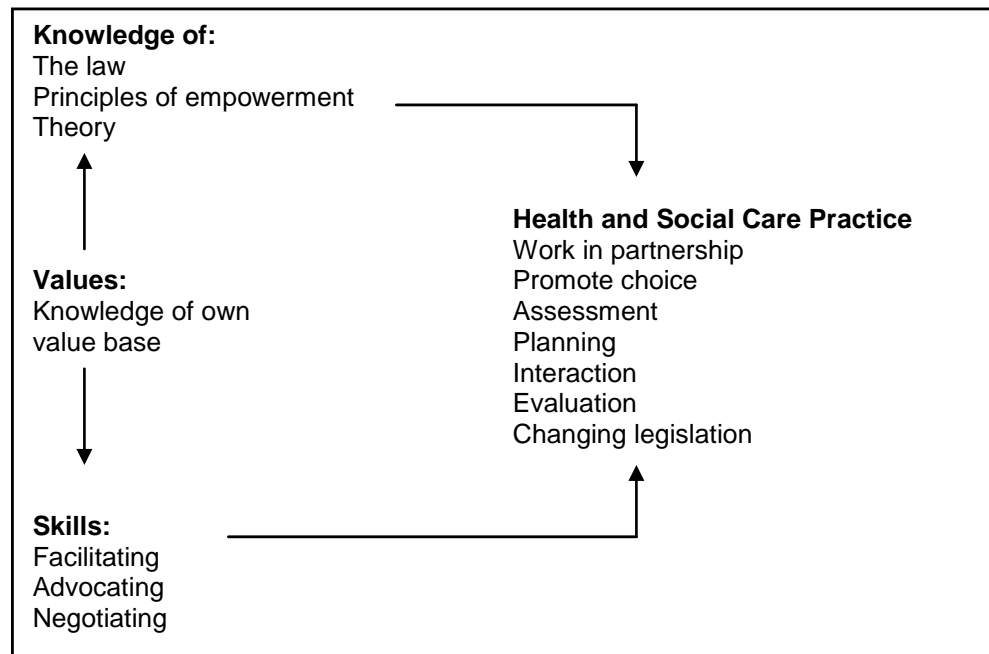 Knowledge of:
The law
Principles of empowerment
Theory
Values:
Knowledge of own
value base
Skills:
Facilitating
Advocating
Negotiating
Health and Social Care Practice
Work in partnership
Promote choice
Assessment
Planning
Interaction
Evaluation
Changing legislation